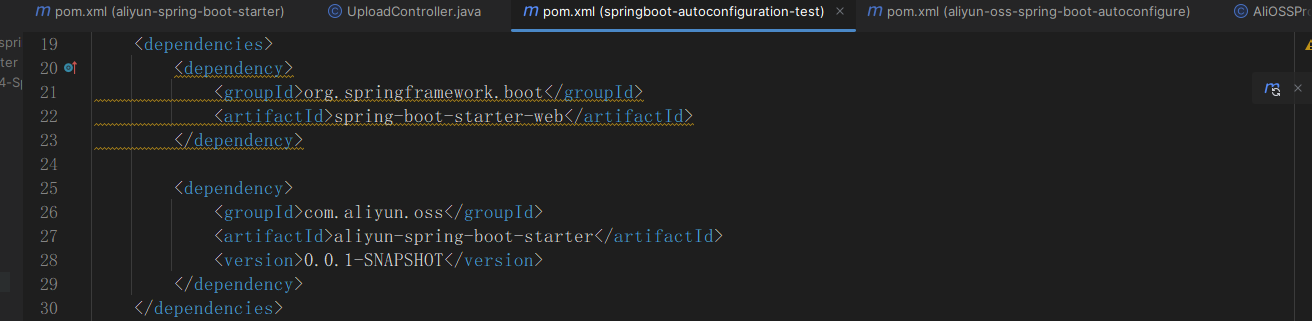 pom.xml (aliyun-spring-boot-starter) UploadController.java pom.xml (springboot-autoconfiguration-test) pom.xml (aliyun-oss-spring-boot-autoconfigure) AliOSSPr
19 <dependencies>
20 <dependency>
21 <groupId>org.springframework.boot</groupId>
22 <artifactId>spring-boot-starter-web</artifactId>
23 </dependency>
24
25 <dependency>
26 <groupId>com.aliyun.oss</groupId>
27 <artifactId>aliyun-spring-boot-starter</artifactId>
28 <version>0.0.1-SNAPSHOT</version>
29 </dependency>
30 </dependencies>
spri
ter
4-Sp